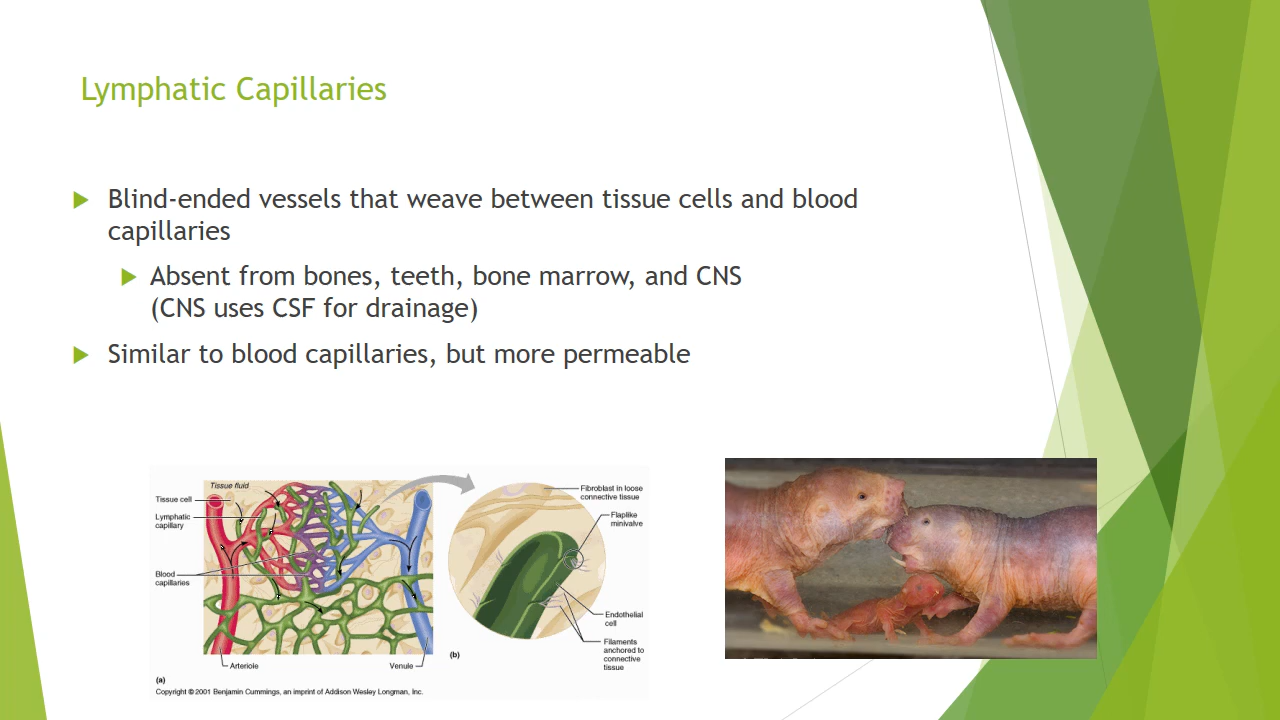 Lymphatic Capillaries
Blind-ended vessels that weave between tissue cells and blood
capillaries
Absent from bones, teeth, bone marrow, and CNS
(CNS uses CSF for drainage)
Similar to blood capillaries, but more permeable
Tissue fluid
Tissue cell
Lymphatic
capillary
Blood
capillaries
Arteriole
Venule
(a)
Fibroblast in loose
connective tissue
Flaplike
minivalve
Endothelial
cell
Filaments
anchored to
connective
tissue
(b)
Copyright © 2001 Benjamin Cummings, an imprint of Addison Wesley Longman, Inc.